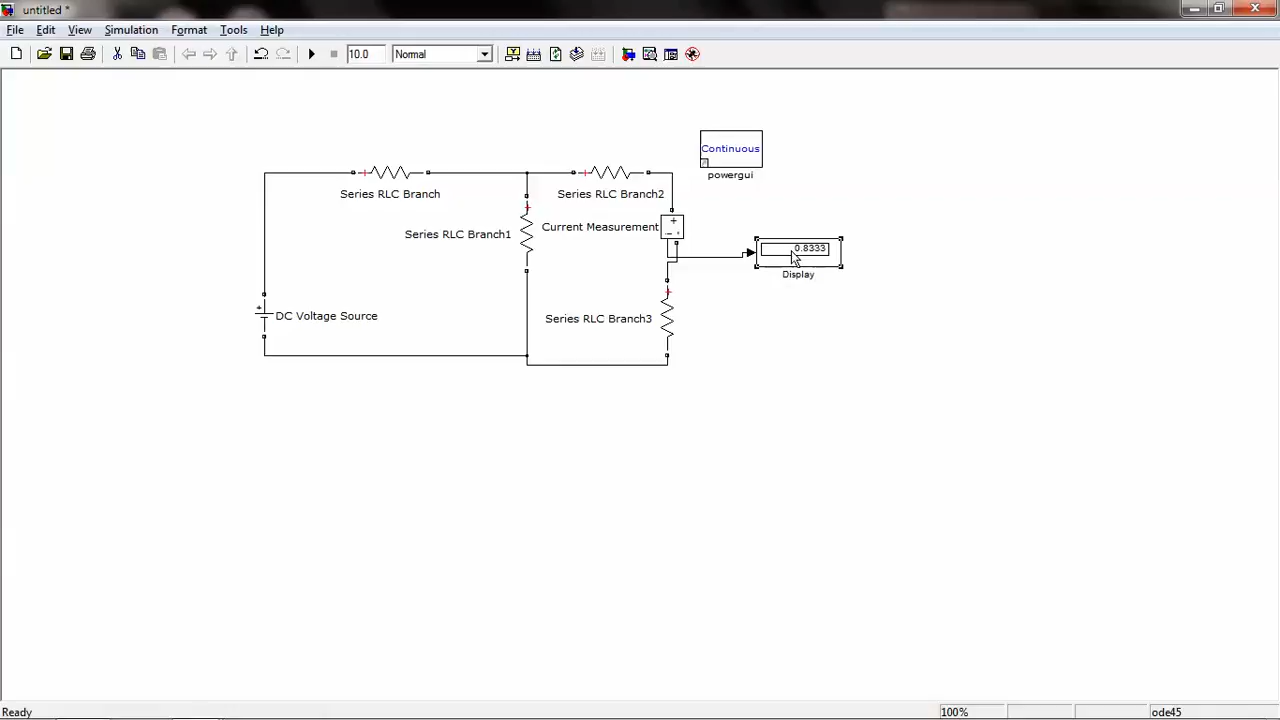 untitled *
File Edit View Simulation Format Tools Help
10.0 Normal
Continuous
powergui
Series RLC Branch
Series RLC Branch2
Series RLC Branch1
Current Measurement
0.8333
Display
DC Voltage Source
Series RLC Branch3
Ready 100% ode45